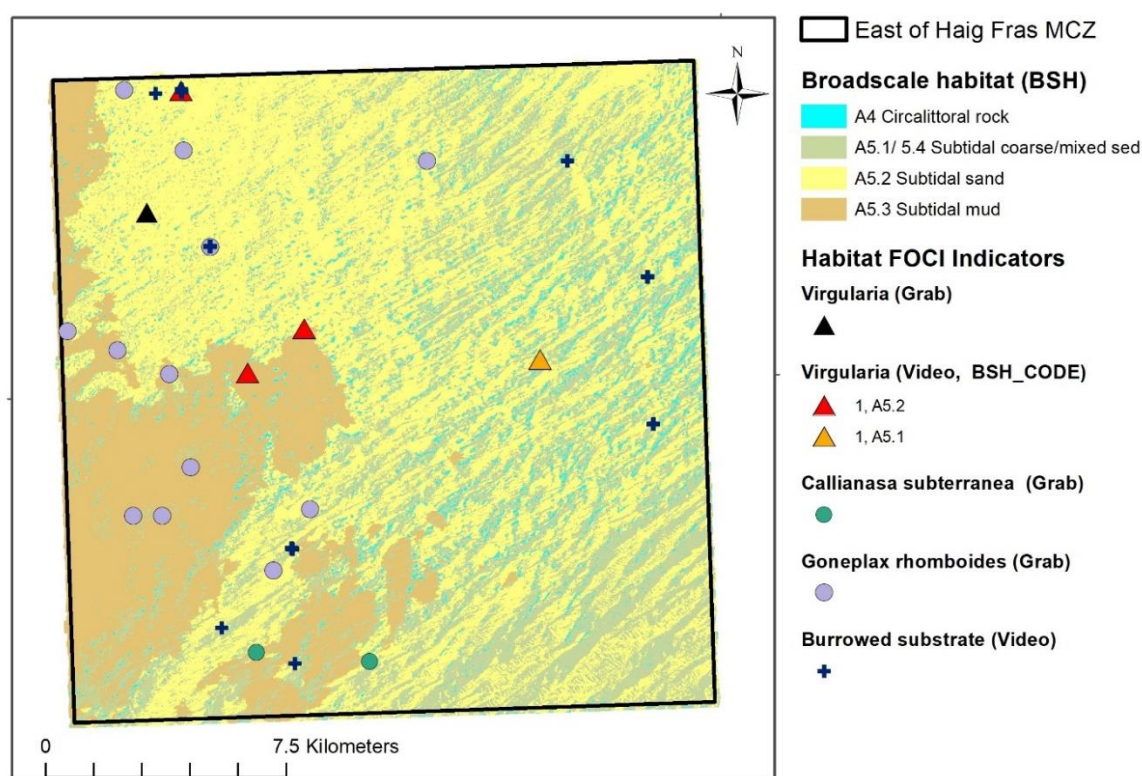 N
0
7.5 Kilometers
East of Haig Fras MCZ
Broadscale habitat (BSH)
A4 Circalittoral rock
A5.1/ 5.4 Subtidal coarse/mixed sed
A5.2 Subtidal sand
A5.3 Subtidal mud
Habitat FOCI Indicators
Virgularia (Grab)
Virgularia (Video, BSH_CODE)
1, A5.2
1, A5.1
Callianasa subterranea (Grab)
Goneplax rhomboides (Grab)
Burrowed substrate (Video)